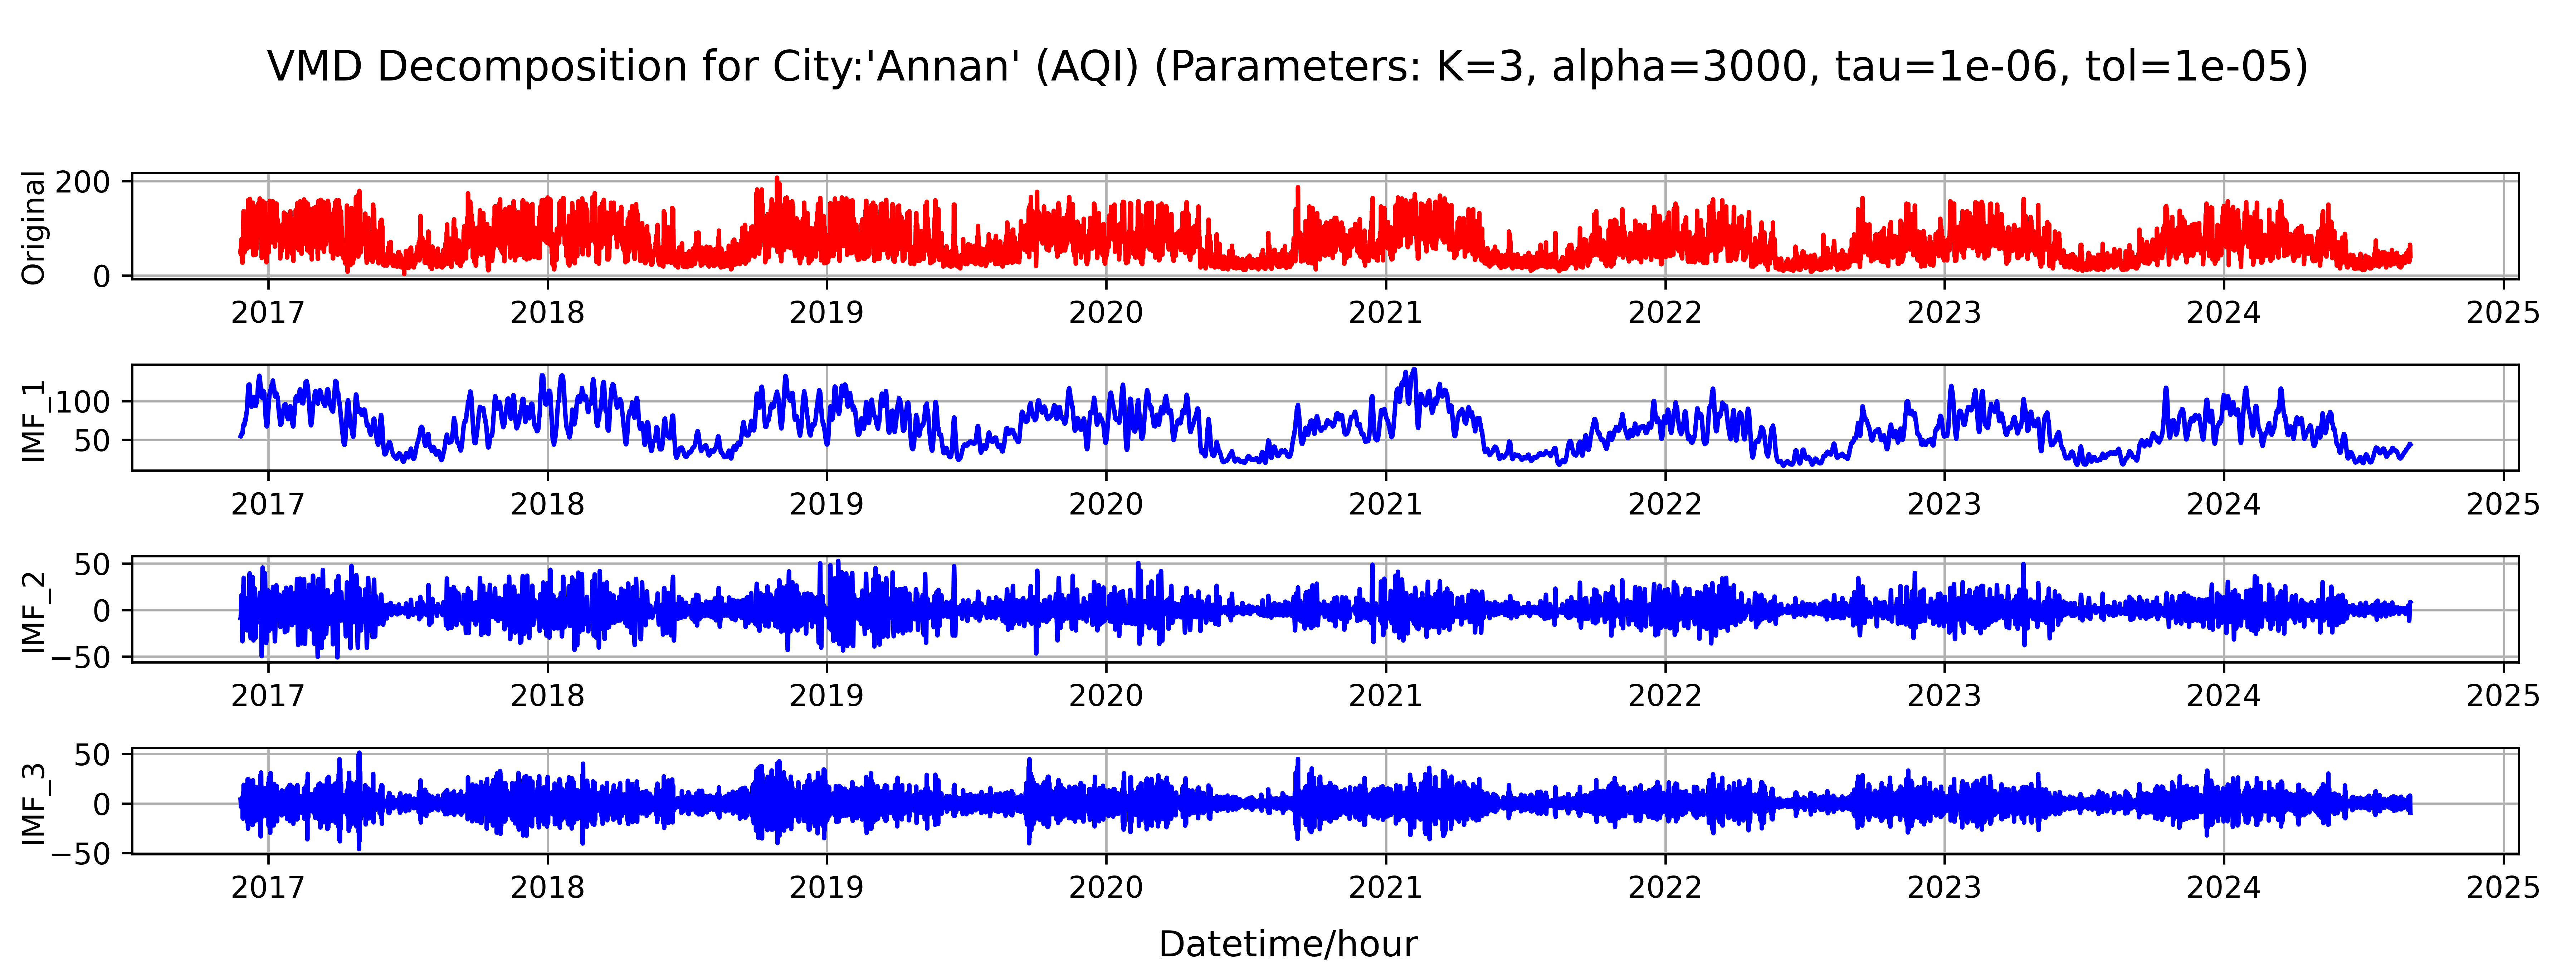 VMD Decomposition for City:'Annan' (AQI) (Parameters: K=3, alpha=3000, tau=1e-06, tol=1e-05)
Original
200
0
2017 2018 2019 2020 2021 2022 2023 2024 2025
IMF_1
100
50
2017 2018 2019 2020 2021 2022 2023 2024 2025
IMF_2
50
0
−50
2017 2018 2019 2020 2021 2022 2023 2024 2025
IMF_3
50
0
−50
2017 2018 2019 2020 2021 2022 2023 2024 2025
Datetime/hour